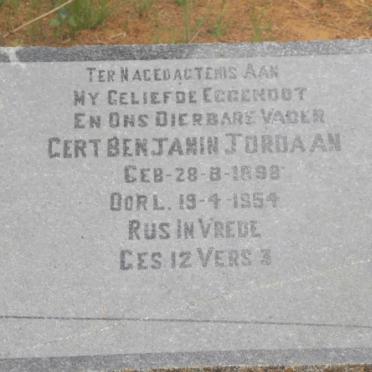 TER NAGEDAGTENIS AAN
MY GELIEFDE EGGENOOT
EN ONS DIERBARE VADER
GERT BENJAMIN JORDAAN
GEB-28-8-1898
OORL. 19-4-1954
RUS IN VREDE
GES 12 VERS 3